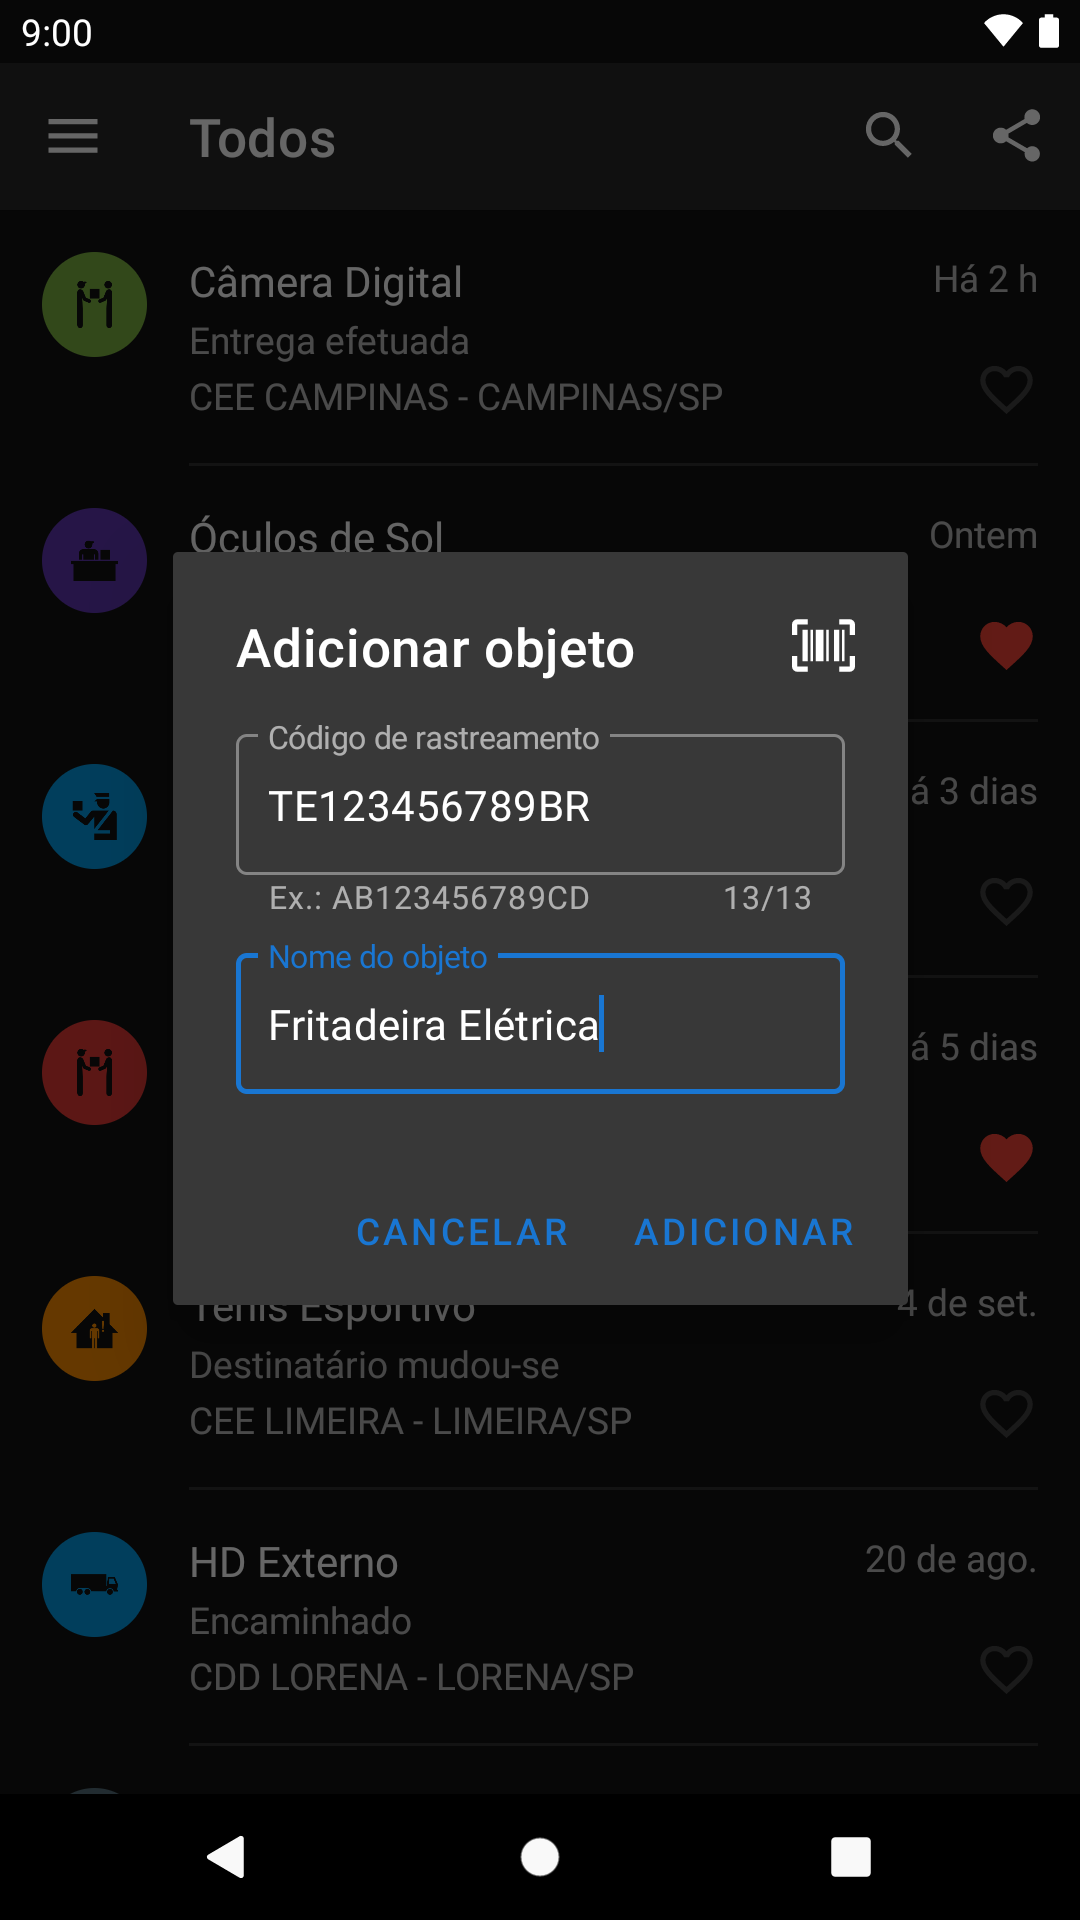 9:00
Todos
Câmera Digital
Há 2 h
Entrega efetuada
CEE CAMPINAS - CAMPINAS/SP
Óculos de Sol
Ontem
Adicionar objeto
Código de rastreamento
á 3 dias
TE123456789BR
Ex.: AB123456789CD
13/13
Nome do objeto
Fritadeira Elétrica
á 5 dias
CANCELAR
ADICIONAR
Tênis Esportivo
4 de set.
Destinatário mudou-se
CEE LIMEIRA - LIMEIRA/SP
HD Externo
20 de ago.
Encaminhado
CDD LORENA - LORENA/SP